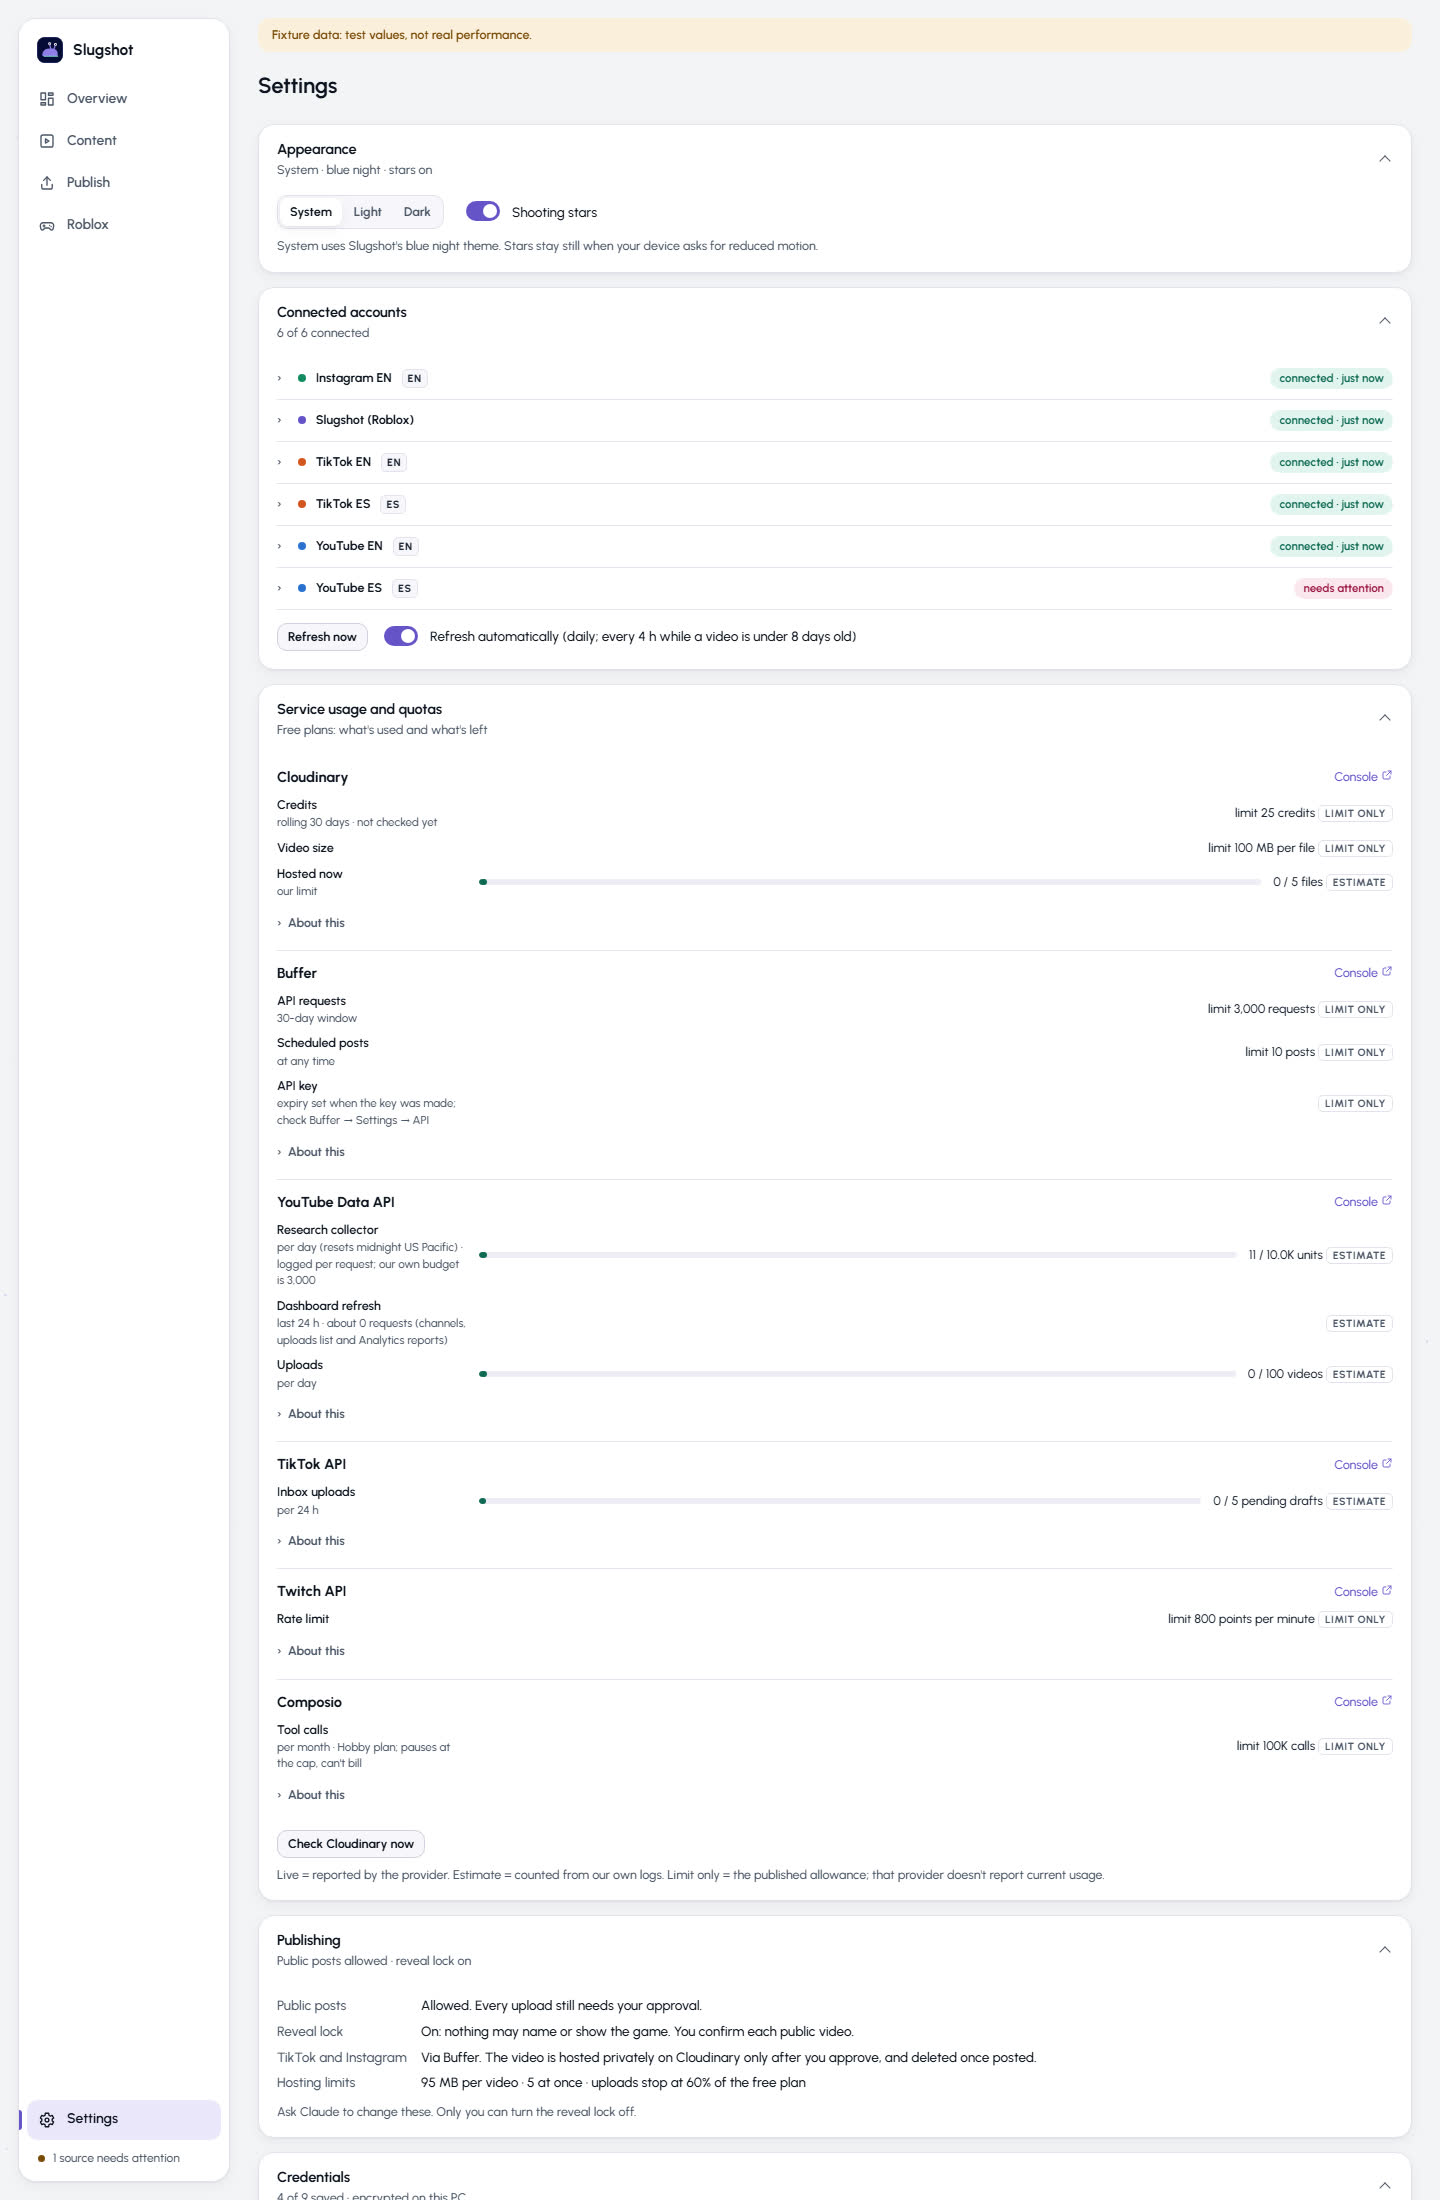 Slugshot
Overview
Content
Publish
Roblox
Settings
1 source needs attention
Fixture data: test values, not real performance.
Settings
Appearance
System · blue night · stars on
System Light Dark Shooting stars
System uses Slugshot's blue night theme. Stars stay still when your device asks for reduced motion.
Connected accounts
6 of 6 connected
› Instagram EN EN connected · just now
› Slugshot (Roblox) connected · just now
› TikTok EN EN connected · just now
› TikTok ES ES connected · just now
› YouTube EN EN connected · just now
› YouTube ES ES needs attention
Refresh now Refresh automatically (daily; every 4 h while a video is under 8 days old)
Service usage and quotas
Free plans: what's used and what's left
Cloudinary Console
Credits
rolling 30 days · not checked yet
limit 25 credits LIMIT ONLY
Video size limit 100 MB per file LIMIT ONLY
Hosted now
our limit
0 / 5 files ESTIMATE
› About this
Buffer Console
API requests
30-day window
limit 3,000 requests LIMIT ONLY
Scheduled posts
at any time
limit 10 posts LIMIT ONLY
API key
expiry set when the key was made;
check Buffer → Settings → API
LIMIT ONLY
› About this
YouTube Data API Console
Research collector
per day (resets midnight US Pacific) ·
logged per request; our own budget
is 3,000
11 / 10.0K units ESTIMATE
Dashboard refresh
last 24 h · about 0 requests (channels,
uploads list and Analytics reports)
ESTIMATE
Uploads
per day
0 / 100 videos ESTIMATE
› About this
TikTok API Console
Inbox uploads
per 24 h
0 / 5 pending drafts ESTIMATE
› About this
Twitch API Console
Rate limit limit 800 points per minute LIMIT ONLY
› About this
Composio Console
Tool calls
per month · Hobby plan; pauses at
the cap, can't bill
limit 100K calls LIMIT ONLY
› About this
Check Cloudinary now
Live = reported by the provider. Estimate = counted from our own logs. Limit only = the published allowance; that provider doesn't report current usage.
Publishing
Public posts allowed · reveal lock on
Public posts Allowed. Every upload still needs your approval.
Reveal lock On: nothing may name or show the game. You confirm each public video.
TikTok and Instagram Via Buffer. The video is hosted privately on Cloudinary only after you approve, and deleted once posted.
Hosting limits 95 MB per video · 5 at once · uploads stop at 60% of the free plan
Ask Claude to change these. Only you can turn the reveal lock off.
Credentials
4 of 9 saved · encrypted on this PC